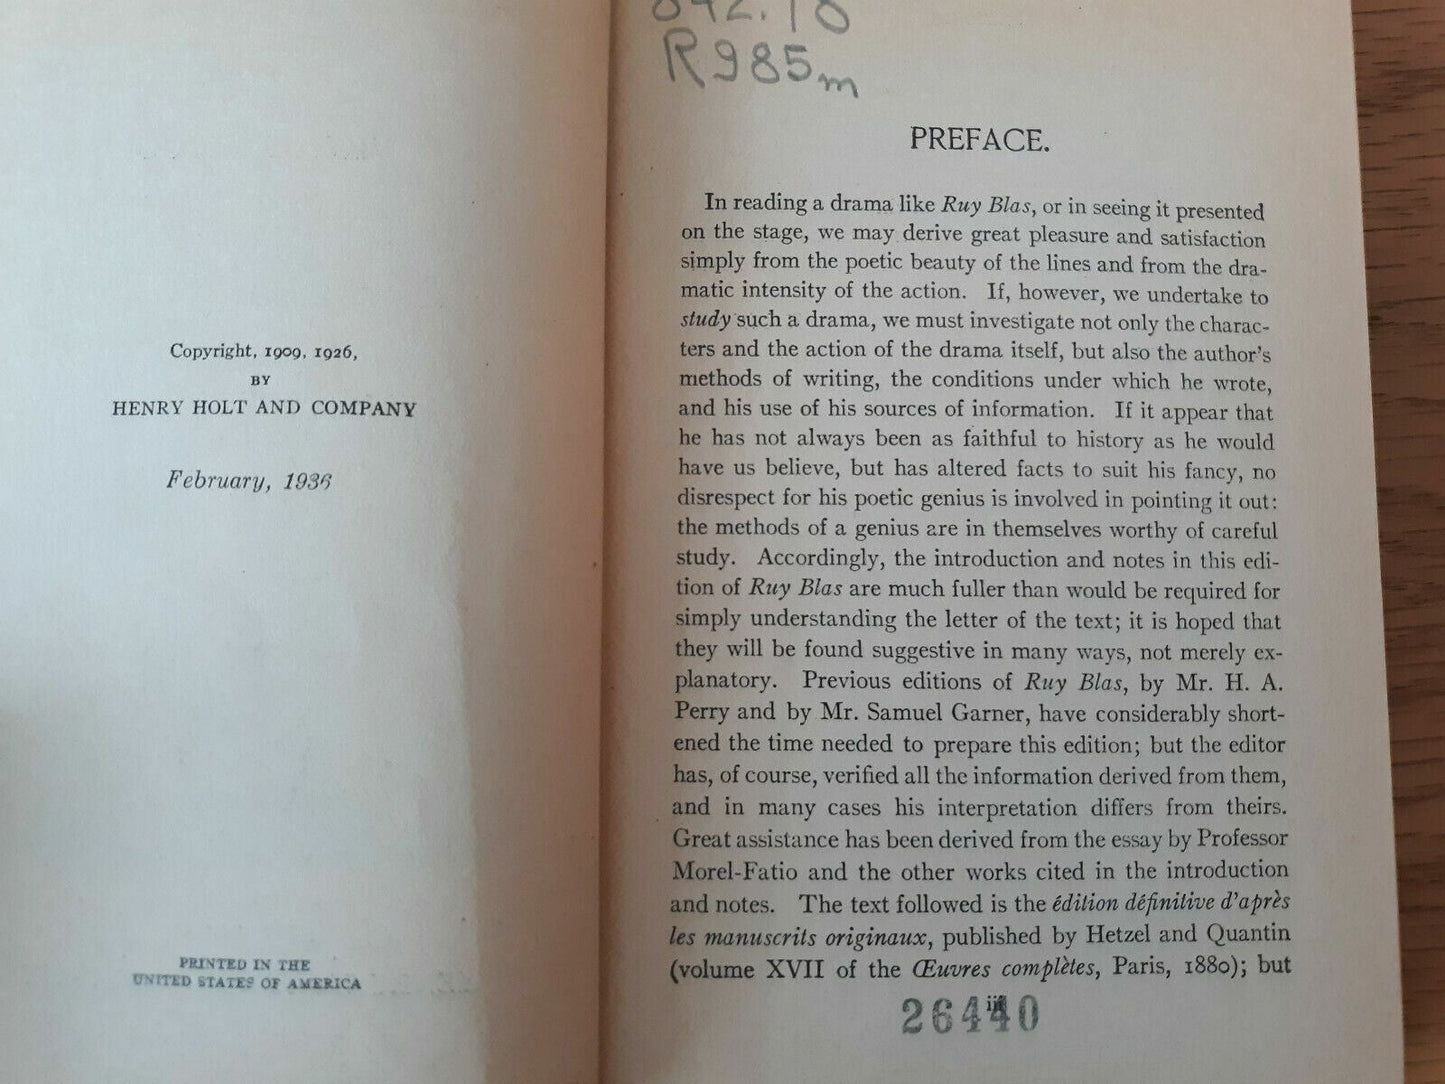 Copyright, 1909, 1926,
BY
HENRY HOLT AND COMPANY
February, 1936
PRINTED IN THE
UNITED STATES OF AMERICA
R985m
PREFACE.
In reading a drama like Ruy Blas, or in seeing it presented
on the stage, we may derive great pleasure and satisfaction
simply from the poetic beauty of the lines and from the dra-
matic intensity of the action. If, however, we undertake to
study such a drama, we must investigate not only the charac-
ters and the action of the drama itself, but also the author's
methods of writing, the conditions under which he wrote,
and his use of his sources of information. If it appear that
he has not always been as faithful to history as he would
have us believe, but has altered facts to suit his fancy, no
disrespect for his poetic genius is involved in pointing it out:
the methods of a genius are in themselves worthy of careful
study. Accordingly, the introduction and notes in this edi-
tion of Ruy Blas are much fuller than would be required for
simply understanding the letter of the text; it is hoped that
they will be found suggestive in many ways, not merely ex-
planatory. Previous editions of Ruy Blas, by Mr. H. A.
Perry and by Mr. Samuel Garner, have considerably short-
ened the time needed to prepare this edition; but the editor
has, of course, verified all the information derived from them,
and in many cases his interpretation differs from theirs.
Great assistance has been derived from the essay by Professor
Morel-Fatio and the other works cited in the introduction
and notes. The text followed is the édition définitive d'après
les manuscrits originaux, published by Hetzel and Quantin
(volume XVII of the Œuvres complètes, Paris, 1880); but
26440